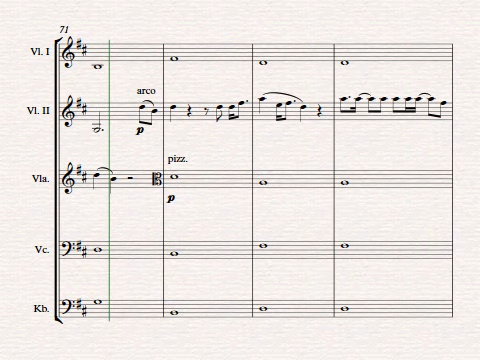 71
Vl. I
arco
Vl. II
p
pizz.
Vla.
p
Vc.
Kb.